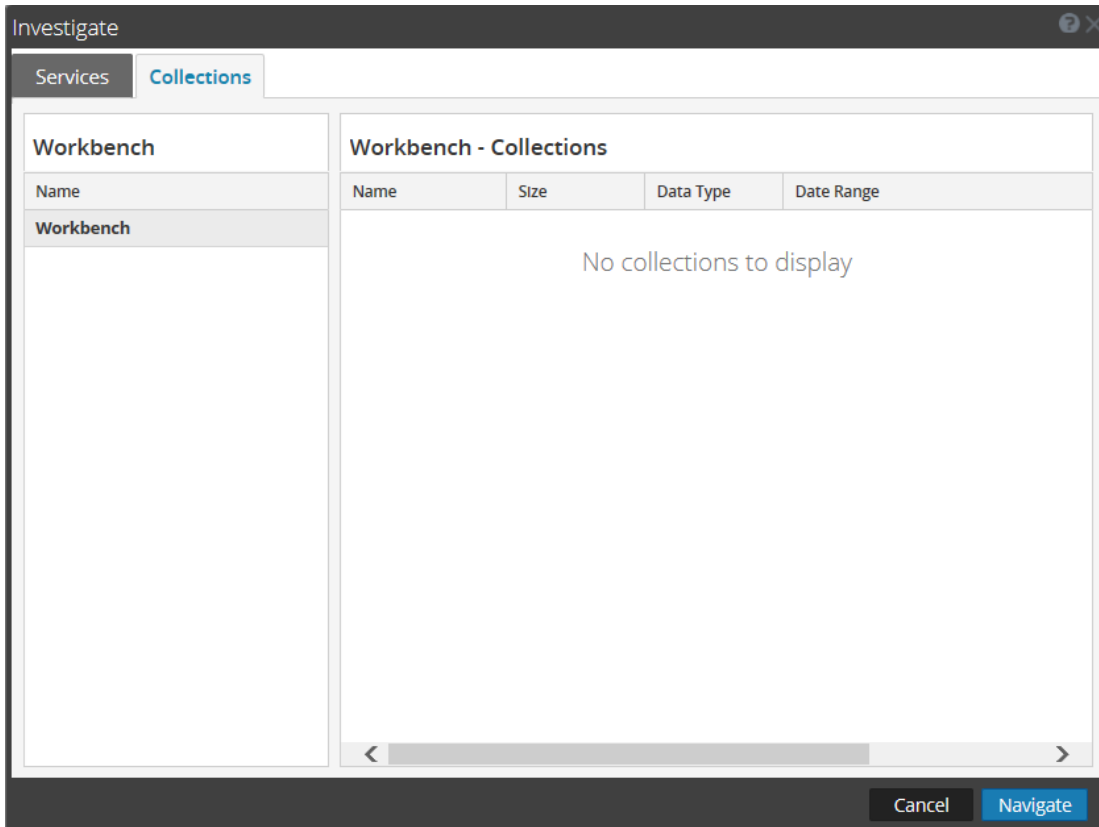 Investigate
Services Collections
Workbench
Name
Workbench
Workbench - Collections
Name Size Data Type Date Range
No collections to display
Cancel Navigate